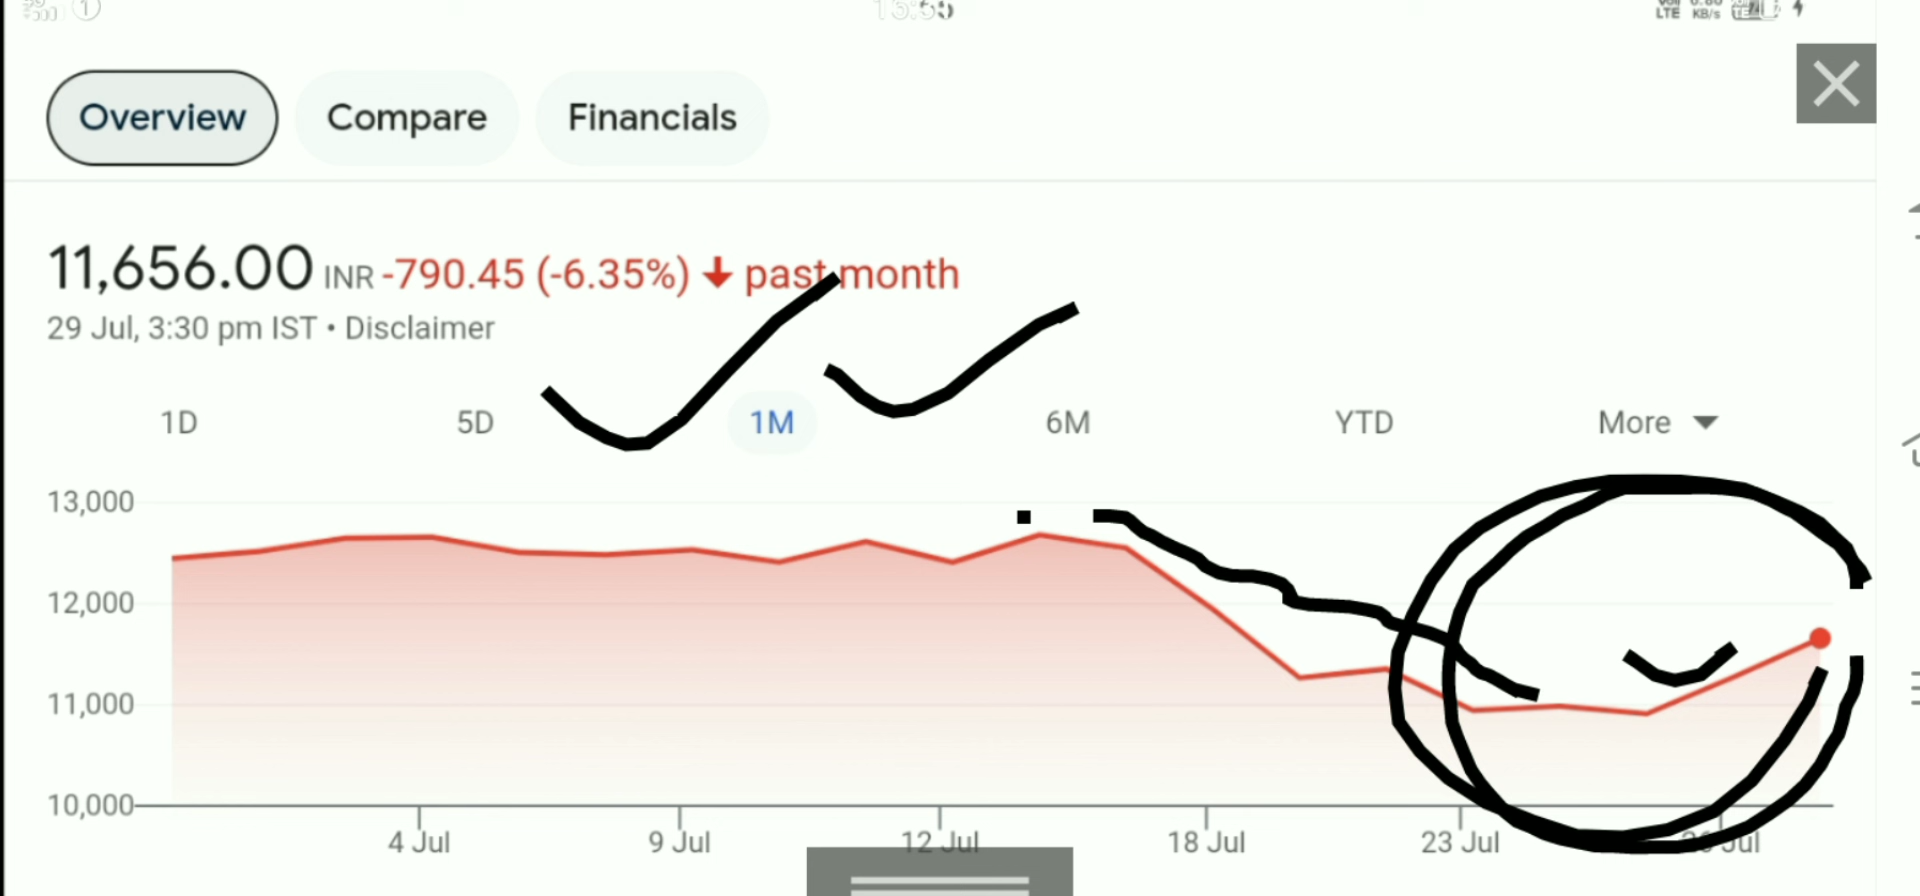 Overview Compare Financials
11,656.00 INR -790.45 (-6.35%) ↓ past month
29 Jul, 3:30 pm IST • Disclaimer
1D 5D 1M 6M YTD More
13,000
12,000
11,000
10,000
4 Jul 9 Jul 12 Jul 18 Jul 23 Jul 26 Jul